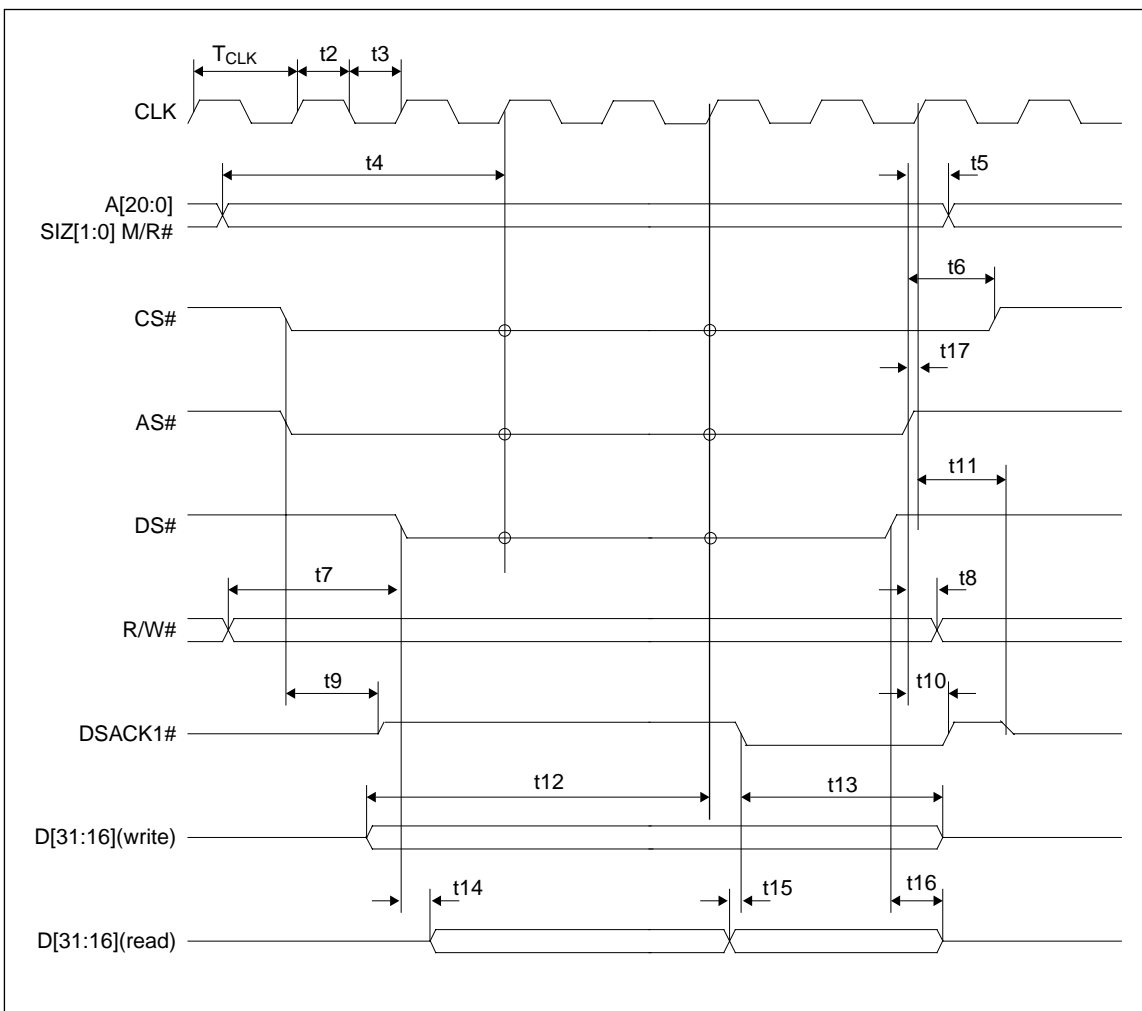 TCLK t2 t3
CLK
t4 t5
A[20:0]
SIZ[1:0] M/R#
t6
CS#
t17
AS#
t11
DS#
t7 t8
R/W#
t9 t10
DSACK1#
t12 t13
D[31:16](write)
t14 t15 t16
D[31:16](read)